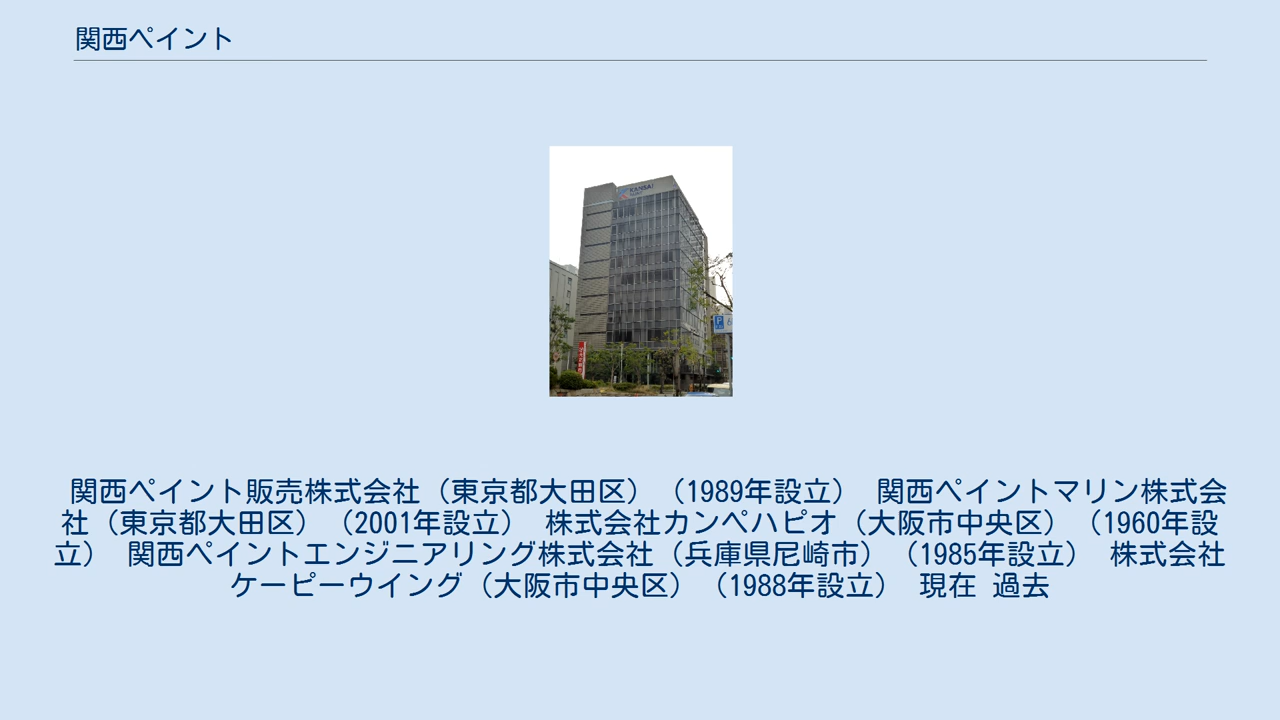 関西ペイント
KANSAI
関西ペイント販売株式会社（東京都大田区）（1989年設立） 関西ペイントマリン株式会
社（東京都大田区）（2001年設立） 株式会社カンペハピオ（大阪市中央区）（1960年設
立） 関西ペイントエンジニアリング株式会社（兵庫県尼崎市）（1985年設立） 株式会社
ケーピーウイング（大阪市中央区）（1988年設立） 現在 過去